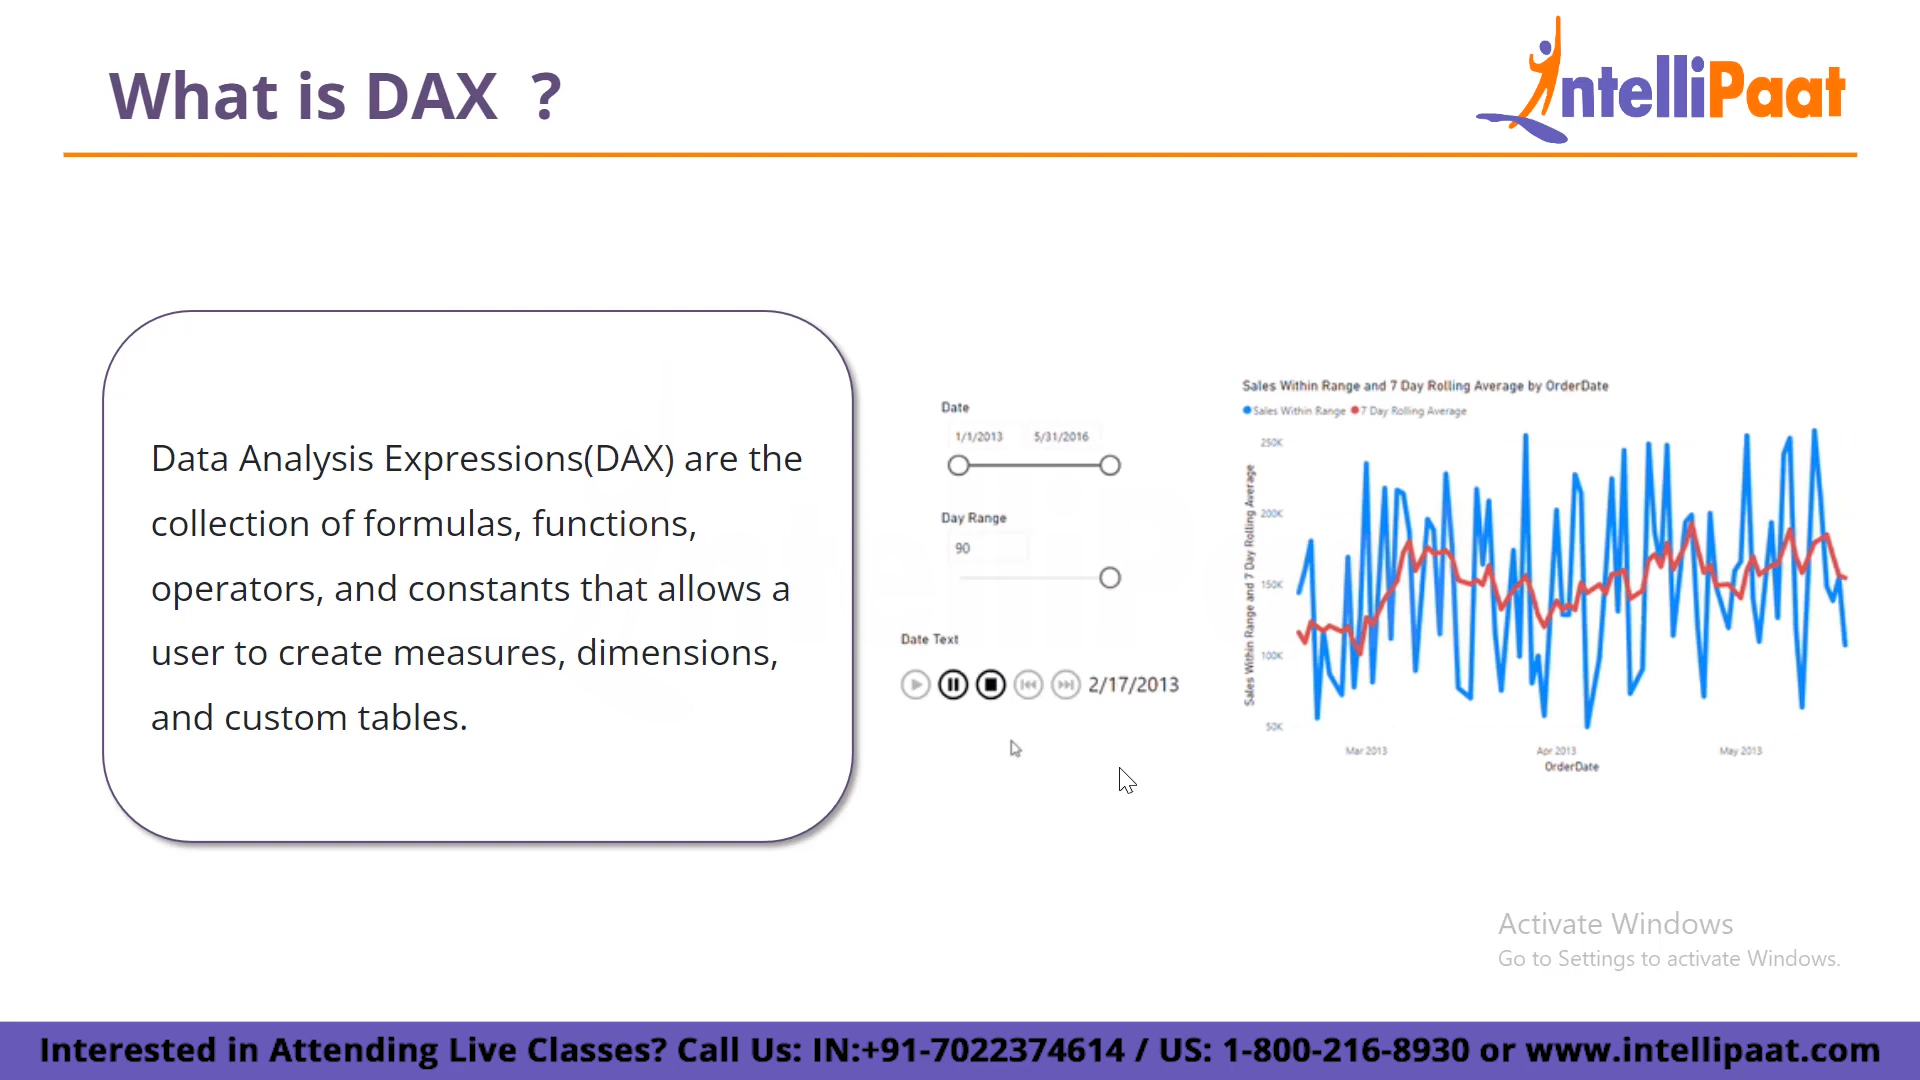 What is DAX ?
IntelliPaat
Data Analysis Expressions(DAX) are the
collection of formulas, functions,
operators, and constants that allows a
user to create measures, dimensions,
and custom tables.
Date
1/1/2013 5/31/2016
Day Range
90
Date Text
2/17/2013
Sales Within Range and 7 Day Rolling Average by OrderDate
Sales Within Range 7 Day Rolling Average
Sales Within Range and 7 Day Rolling Average
250K
200K
150K
100K
50K
Mar 2013 Apr 2013 May 2013
OrderDate
Activate Windows
Go to Settings to activate Windows.
Interested in Attending Live Classes? Call Us: IN:+91-7022374614 / US: 1-800-216-8930 or www.intellipaat.com